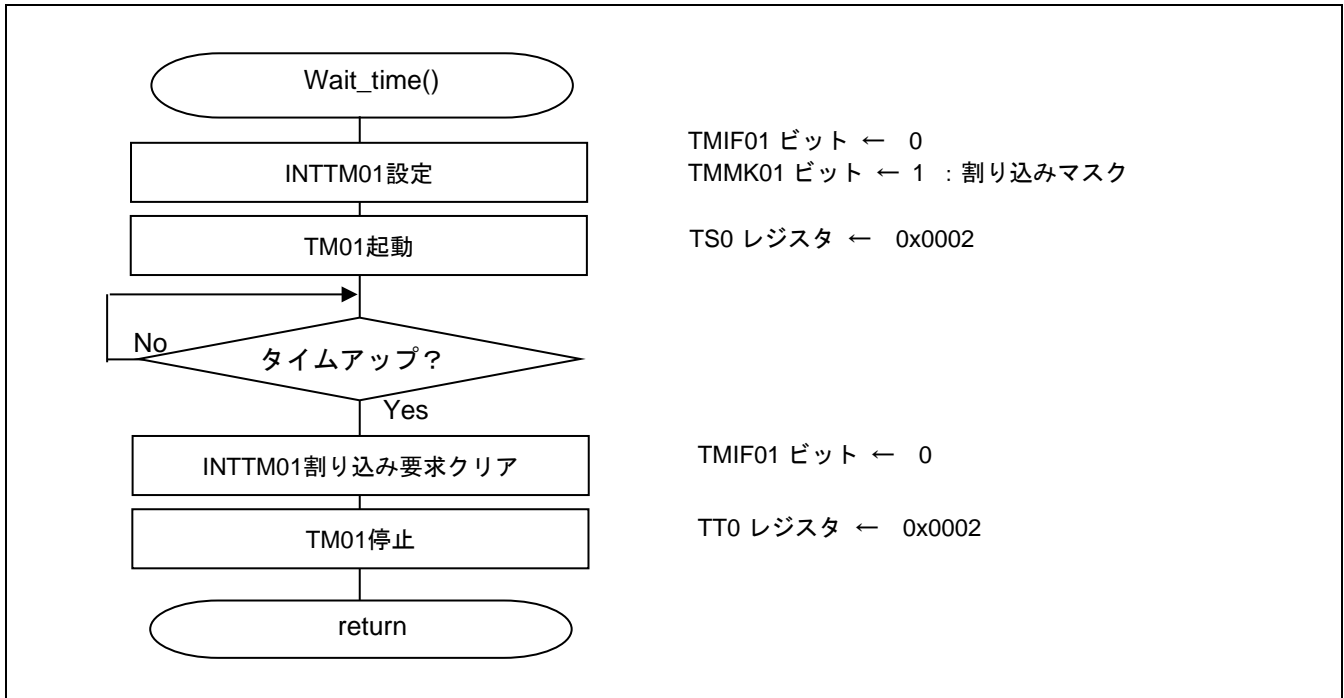 Wait_time()
INTTM01設定
TMIF01 ビット ← 0
TMMK01 ビット ← 1 :割り込みマスク
TM01起動
TS0 レジスタ ← 0x0002
No
タイムアップ?
Yes
INTTM01割り込み要求クリア
TMIF01 ビット ← 0
TM01停止
TT0 レジスタ ← 0x0002
return